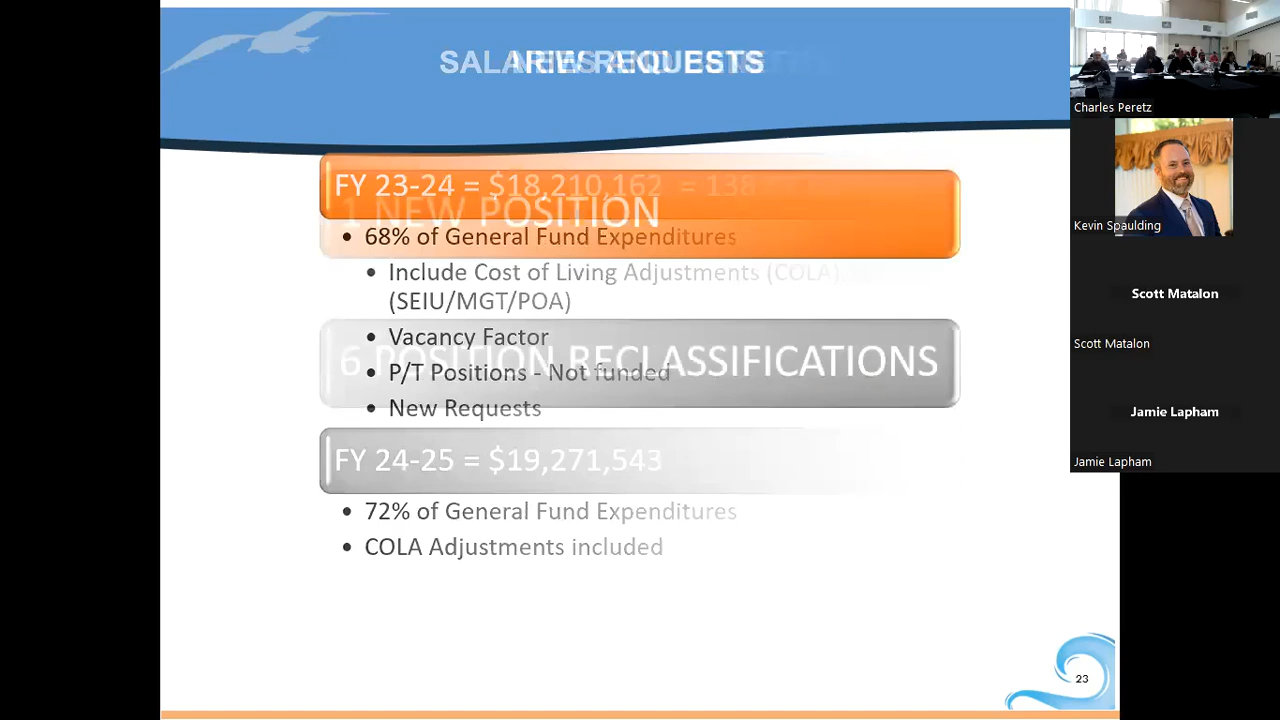 SALARIES AND
NEW REQUESTS
FY 23-24 = $18,210,162 = 138
1 NEW POSITION
• 68% of General Fund Expenditures
• Include Cost of Living Adjustments (COLA)
(SEIU/MGT/POA)
• Vacancy Factor
6 POSITION RECLASSIFICATIONS
• P/T Positions - Not funded
• New Requests
FY 24-25 = $19,271,543
• 72% of General Fund Expenditures
• COLA Adjustments included
23
Charles Peretz
Kevin Spaulding
Scott Matalon
Scott Matalon
Jamie Lapham
Jamie Lapham